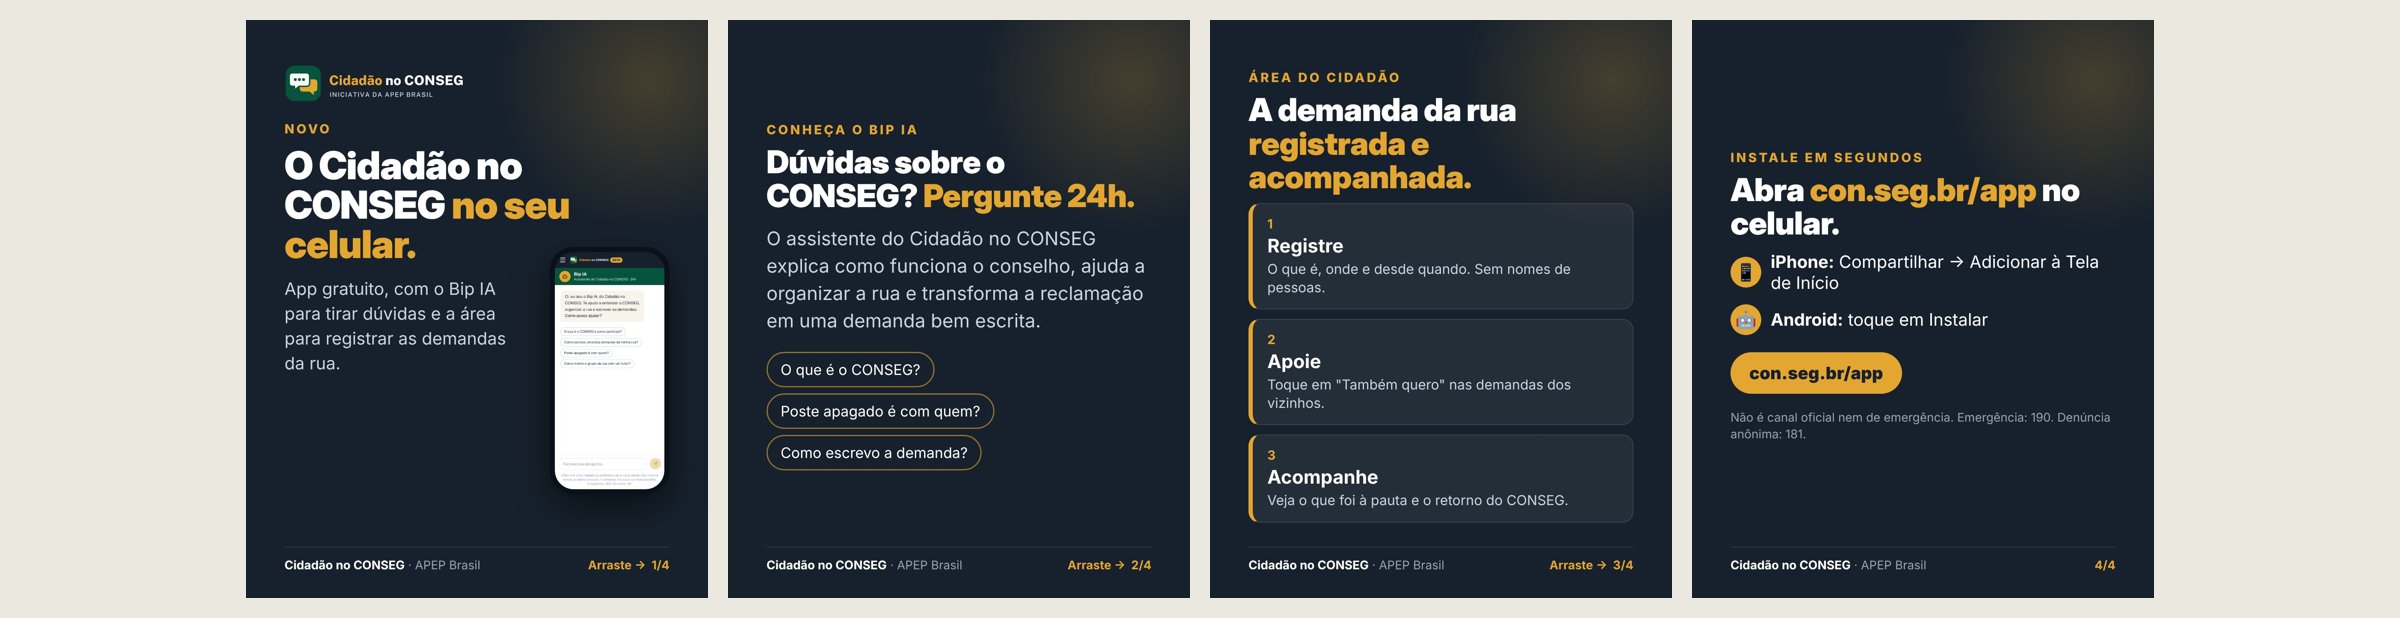 Cidadão no CONSEG
INICIATIVA DA APEP BRASIL
NOVO
O Cidadão no
CONSEG no seu
celular.
App gratuito, com o Bip IA
para tirar dúvidas e a área
para registrar as demandas
da rua.
Bip IA
Cidadão no CONSEG · APEP Brasil
Arraste → 1/4
CONHEÇA O BIP IA
Dúvidas sobre o
CONSEG? Pergunte 24h.
O assistente do Cidadão no CONSEG
explica como funciona o conselho, ajuda a
organizar a rua e transforma a reclamação
em uma demanda bem escrita.
O que é o CONSEG?
Poste apagado é com quem?
Como escrevo a demanda?
Cidadão no CONSEG · APEP Brasil
Arraste → 2/4
ÁREA DO CIDADÃO
A demanda da rua
registrada e
acompanhada.
1
Registre
O que é, onde e desde quando. Sem nomes de
pessoas.
2
Apoie
Toque em "Também quero" nas demandas dos
vizinhos.
3
Acompanhe
Veja o que foi à pauta e o retorno do CONSEG.
Cidadão no CONSEG · APEP Brasil
Arraste → 3/4
INSTALE EM SEGUNDOS
Abra con.seg.br/app no
celular.
iPhone: Compartilhar → Adicionar à Tela
de Início
Android: toque em Instalar
con.seg.br/app
Não é canal oficial nem de emergência. Emergência: 190. Denúncia
anônima: 181.
Cidadão no CONSEG · APEP Brasil
4/4